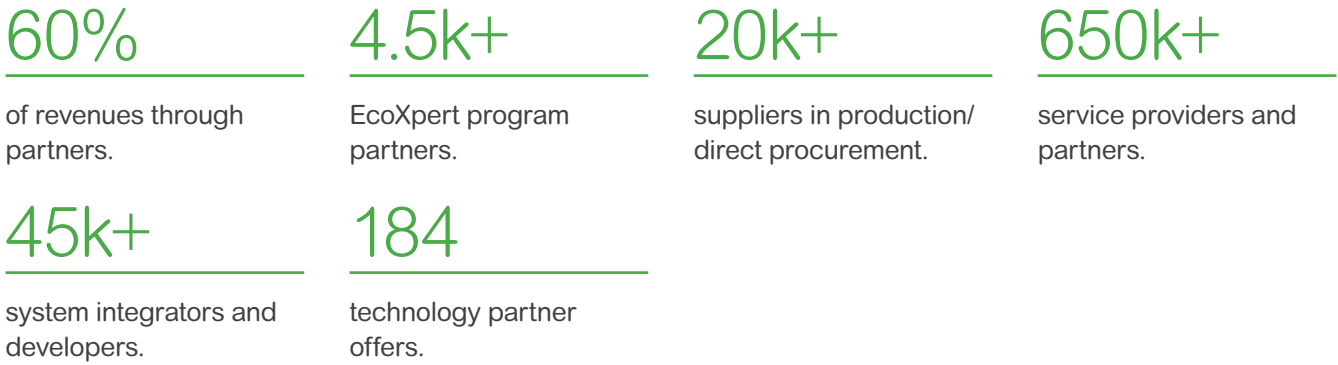 60%
of revenues through
partners.
4.5k+
EcoXpert program
partners.
20k+
suppliers in production/
direct procurement.
650k+
service providers and
partners.
45k+
system integrators and
developers.
184
technology partner
offers.